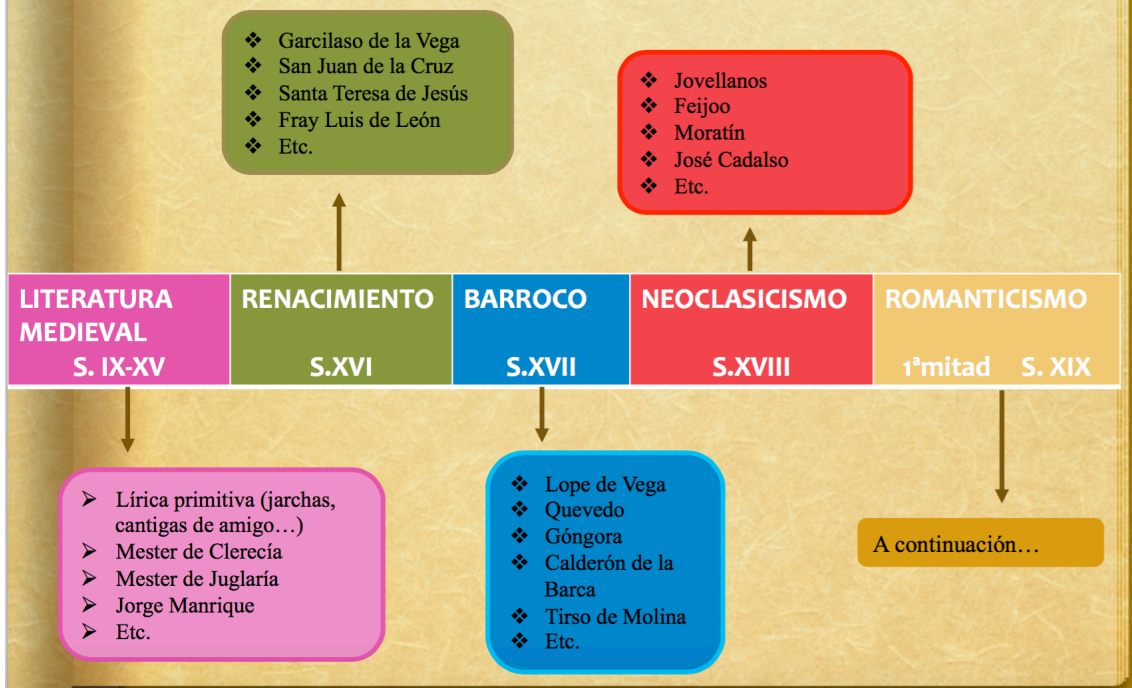 ❖ Garcilaso de la Vega
❖ San Juan de la Cruz
❖ Santa Teresa de Jesús
❖ Fray Luis de León
❖ Etc.
❖ Jovellanos
❖ Feijoo
❖ Moratín
❖ José Cadalso
❖ Etc.
LITERATURA
MEDIEVAL
S. IX-XV
RENACIMIENTO
S.XVI
BARROCO
S.XVII
NEOCLASICISMO
S.XVIII
ROMANTICISMO
1ªmitad S. XIX
➢ Lírica primitiva (jarchas,
cantigas de amigo…)
➢ Mester de Clerecía
➢ Mester de Juglaría
➢ Jorge Manrique
➢ Etc.
❖ Lope de Vega
❖ Quevedo
❖ Góngora
❖ Calderón de la
Barca
❖ Tirso de Molina
❖ Etc.
A continuación…